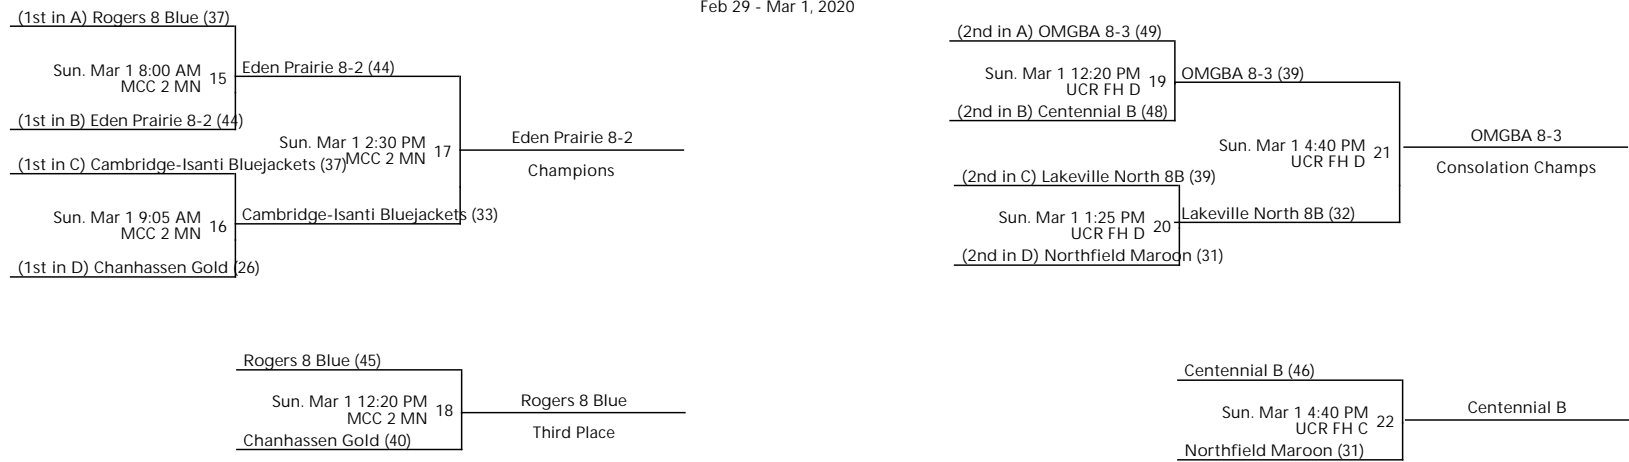 Feb 29 - Mar 1, 2020
(1st in A) Rogers 8 Blue (37)
Sun. Mar 1 8:00 AM 15
MCC 2 MN
Eden Prairie 8-2 (44)
(1st in B) Eden Prairie 8-2 (44)
Sun. Mar 1 2:30 PM 17
MCC 2 MN
Eden Prairie 8-2
Champions
(1st in C) Cambridge-Isanti Bluejackets (37)
Sun. Mar 1 9:05 AM 16
MCC 2 MN
Cambridge-Isanti Bluejackets (33)
(1st in D) Chanhassen Gold (26)
Rogers 8 Blue (45)
Sun. Mar 1 12:20 PM 18
MCC 2 MN
Chanhassen Gold (40)
Rogers 8 Blue
Third Place
(2nd in A) OMGBA 8-3 (49)
Sun. Mar 1 12:20 PM 19
UCR FH D
OMGBA 8-3 (39)
(2nd in B) Centennial B (48)
Sun. Mar 1 4:40 PM 21
UCR FH D
OMGBA 8-3
Consolation Champs
(2nd in C) Lakeville North 8B (39)
Sun. Mar 1 1:25 PM 20
UCR FH D
Lakeville North 8B (32)
(2nd in D) Northfield Maroon (31)
Centennial B (46)
Sun. Mar 1 4:40 PM 22
UCR FH C
Northfield Maroon (31)
Centennial B